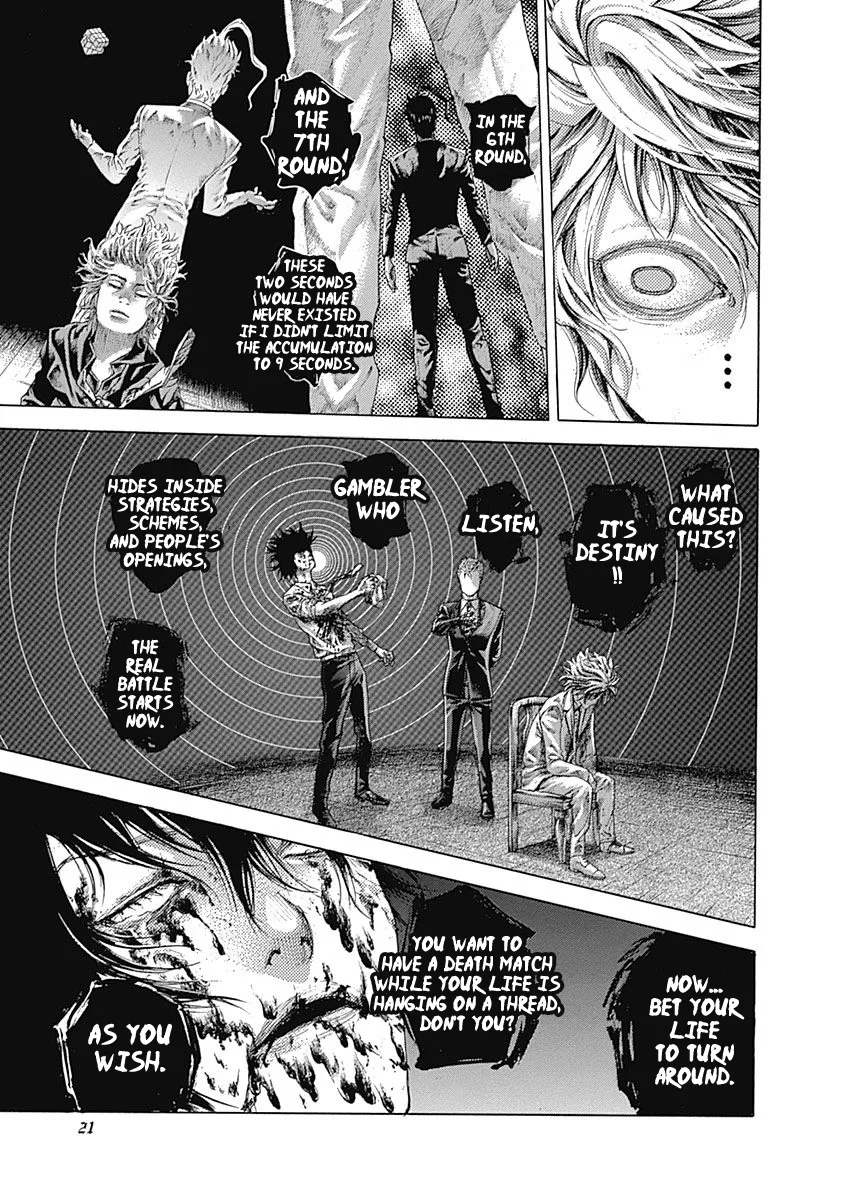 ...
IN THE
6TH
ROUND,
AND
THE
7TH
ROUND,
THESE
TWO SECONDS
WOULD HAVE
NEVER EXISTED
IF I DIDN'T LIMIT
THE ACCUMULATION
TO 9 SECONDS.
WHAT
CAUSED
THIS?
IT'S
DESTINY
!!
LISTEN,
GAMBLER
WHO
HIDES INSIDE
STRATEGIES,
SCHEMES,
AND PEOPLE'S
OPENINGS,
THE
REAL
BATTLE
STARTS
NOW.
NOW...
BET YOUR
LIFE
TO TURN
AROUND.
YOU WANT TO
HAVE A DEATH MATCH
WHILE YOUR LIFE IS
HANGING ON A THREAD,
DON'T YOU?
AS YOU
WISH.
21